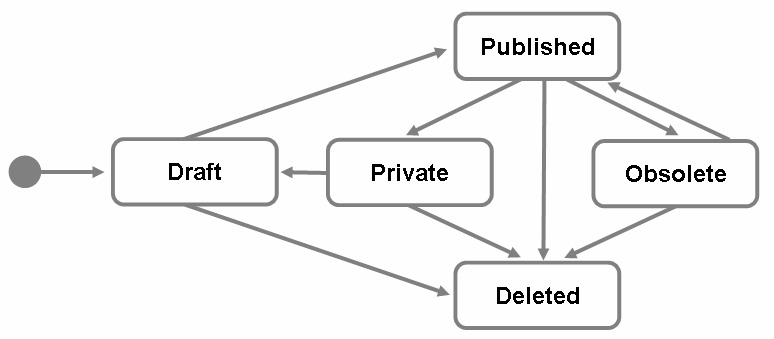 Published
Draft
Private
Obsolete
Deleted